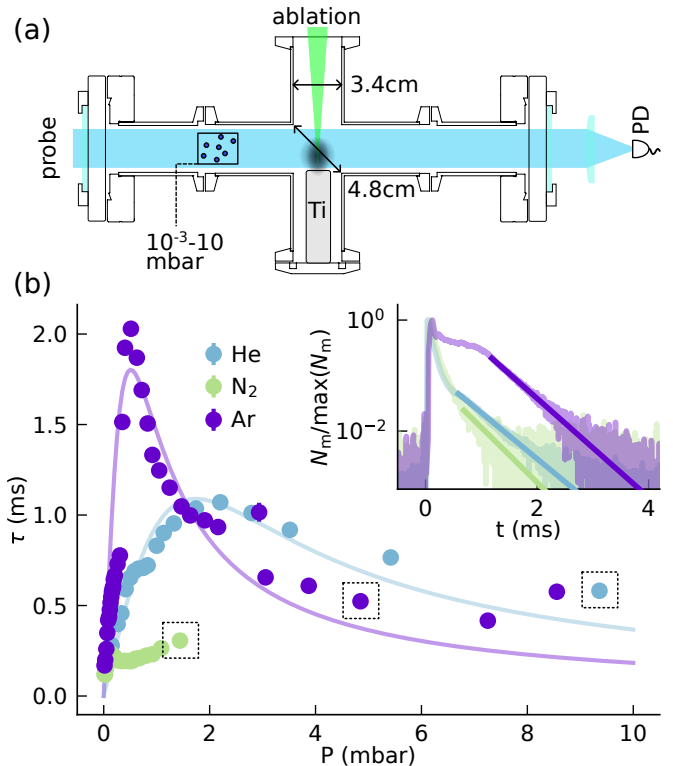 (a)
ablation
3.4cm
probe
PD
4.8cm
Ti
10⁻³-10
mbar
(b)
2.0
1.5
1.0
0.5
0.0
τ (ms)
He
N₂
Ar
10⁰
10⁻²
Nₘ/max(Nₘ)
0 2 4
t (ms)
0 2 4 6 8 10
P (mbar)